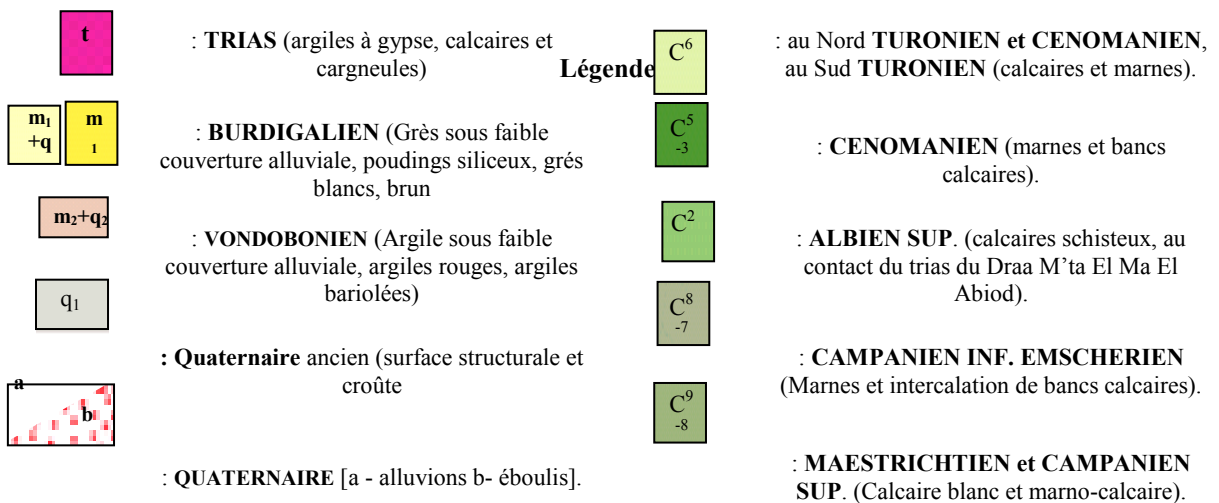 Légende
t
: TRIAS (argiles à gypse, calcaires et
cargneules)
m1
+q
m
1
: BURDIGALIEN (Grès sous faible
couverture alluviale, poudings siliceux, grés
blancs, brun
m2+q2
: VONDOBONIEN (Argile sous faible
couverture alluviale, argiles rouges, argiles
bariolées)
q1
: Quaternaire ancien (surface structurale et
croûte
a
b
: QUATERNAIRE [a - alluvions b- éboulis].
C6
: au Nord TURONIEN et CENOMANIEN,
au Sud TURONIEN (calcaires et marnes).
C5
-3
: CENOMANIEN (marnes et bancs
calcaires).
C2
: ALBIEN SUP. (calcaires schisteux, au
contact du trias du Draa M’ta El Ma El
Abiod).
C8
-7
: CAMPANIEN INF. EMSCHERIEN
(Marnes et intercalation de bancs calcaires).
C9
-8
: MAESTRICHTIEN et CAMPANIEN
SUP. (Calcaire blanc et marno-calcaire).